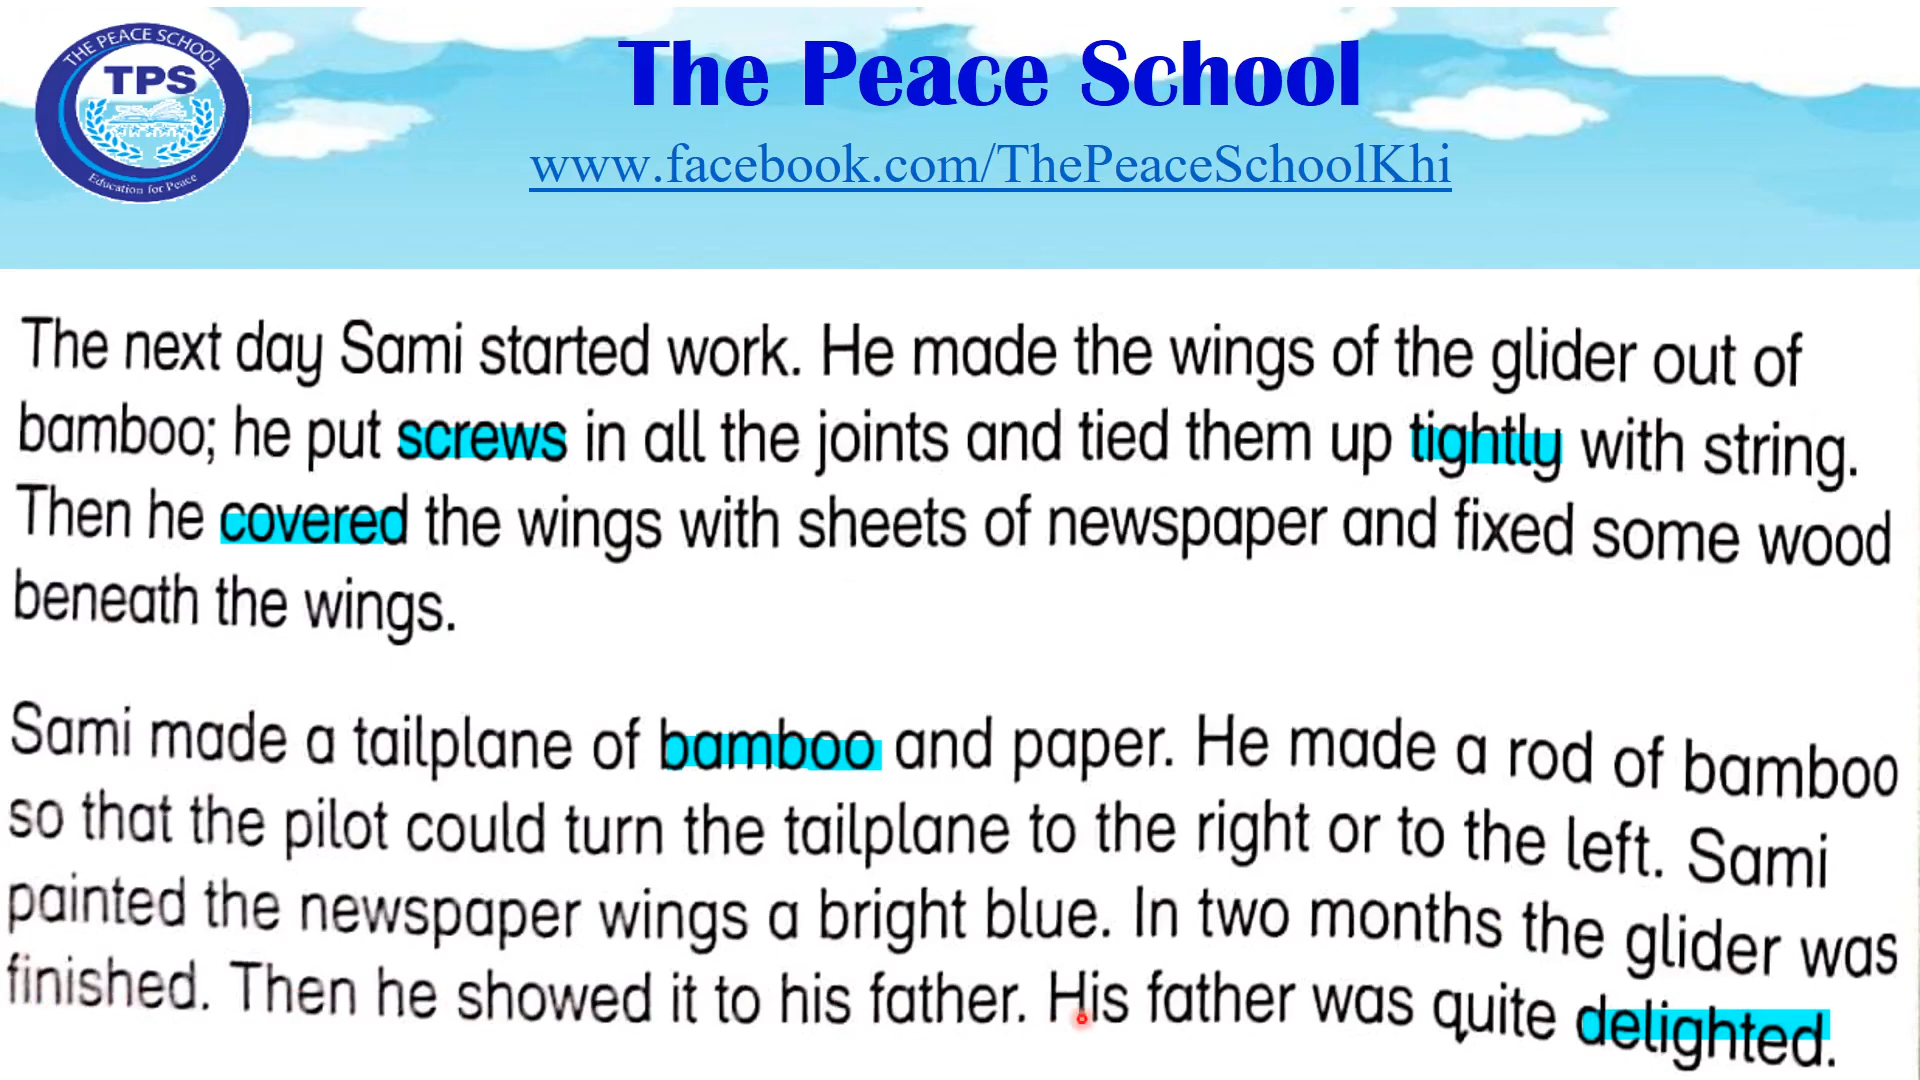 THE PEACE SCHOOL
TPS
Education for Peace
The Peace School
www.facebook.com/ThePeaceSchoolKhi
The next day Sami started work. He made the wings of the glider out of
bamboo; he put screws in all the joints and tied them up tightly with string.
Then he covered the wings with sheets of newspaper and fixed some wood
beneath the wings.
Sami made a tailplane of bamboo and paper. He made a rod of bamboo
so that the pilot could turn the tailplane to the right or to the left. Sami
painted the newspaper wings a bright blue. In two months the glider was
finished. Then he showed it to his father. His father was quite delighted.